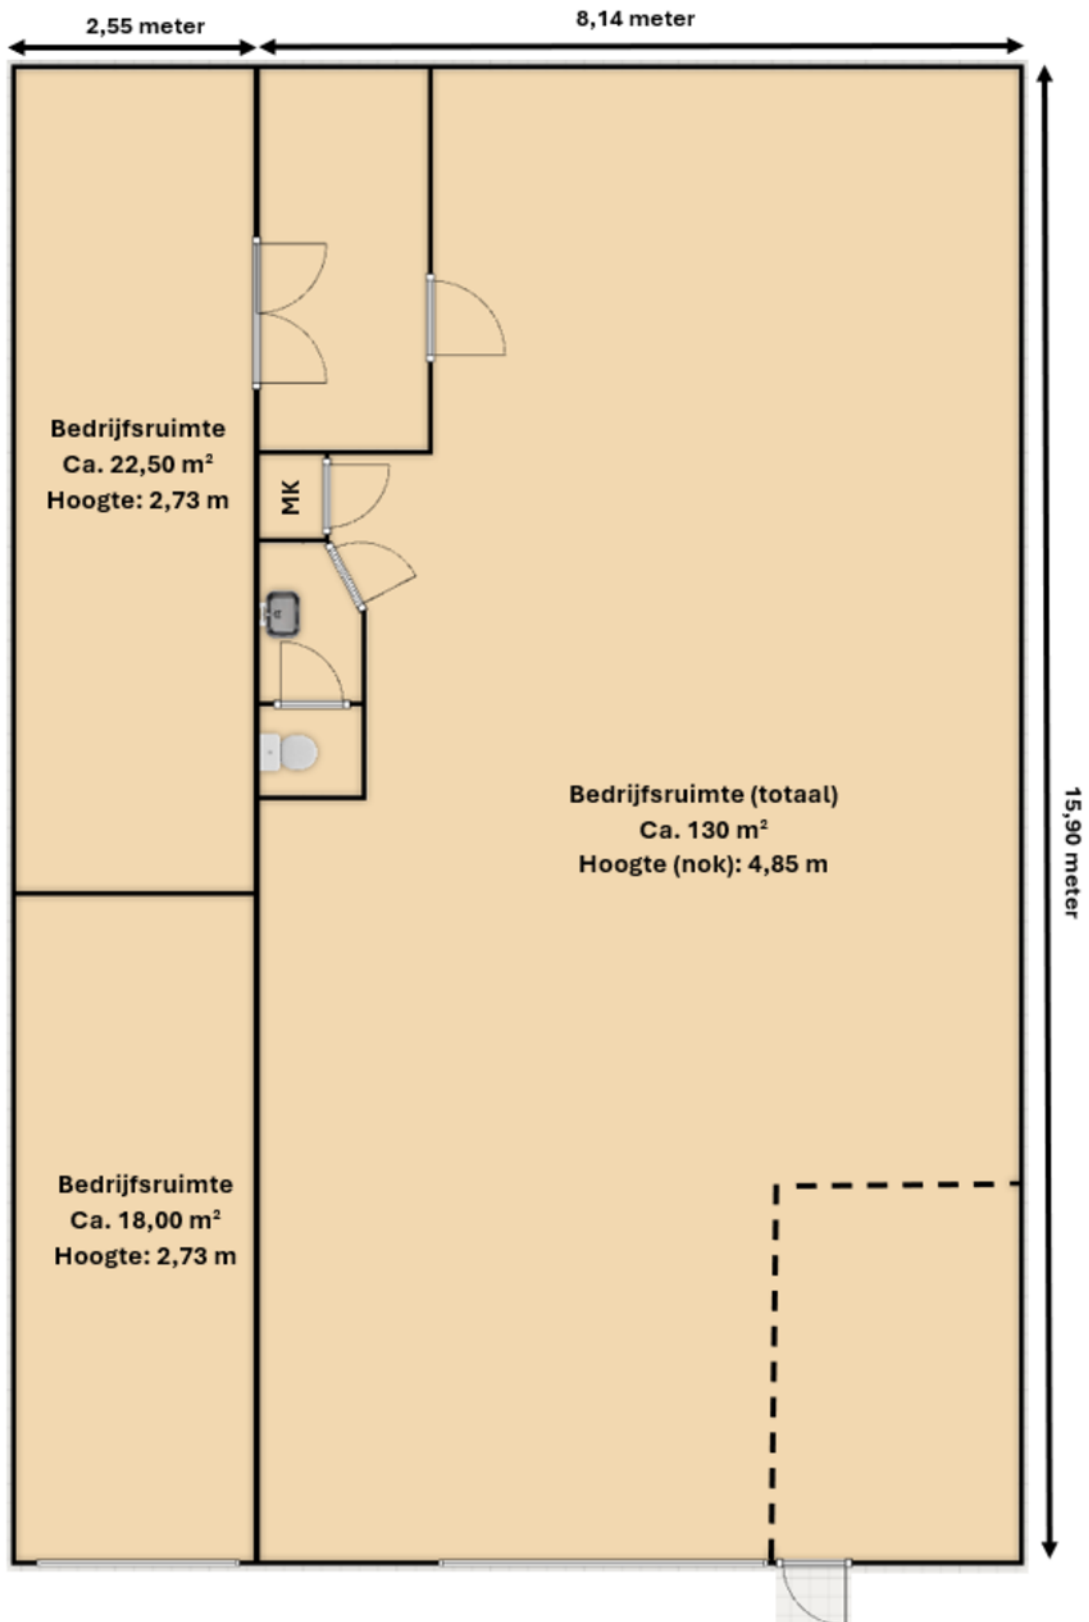 2,55 meter
8,14 meter
Bedrijfsruimte
Ca. 22,50 m²
Hoogte: 2,73 m
MK
Bedrijfsruimte (totaal)
Ca. 130 m²
Hoogte (nok): 4,85 m
15,90 meter
Bedrijfsruimte
Ca. 18,00 m²
Hoogte: 2,73 m